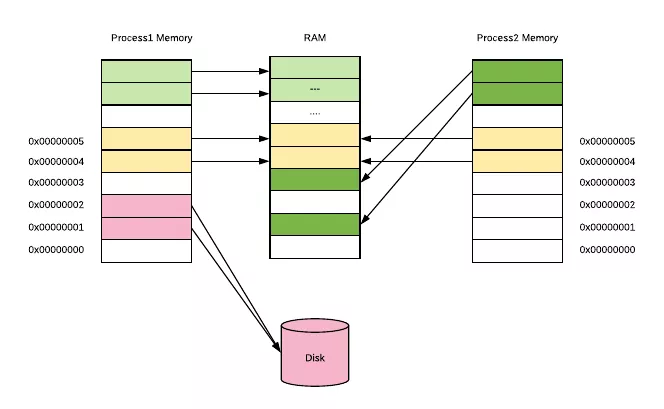 Process1 Memory
RAM
Process2 Memory
---
....
0x00000005
0x00000005
0x00000004
0x00000004
0x00000003
0x00000003
0x00000002
0x00000002
0x00000001
0x00000001
0x00000000
0x00000000
Disk